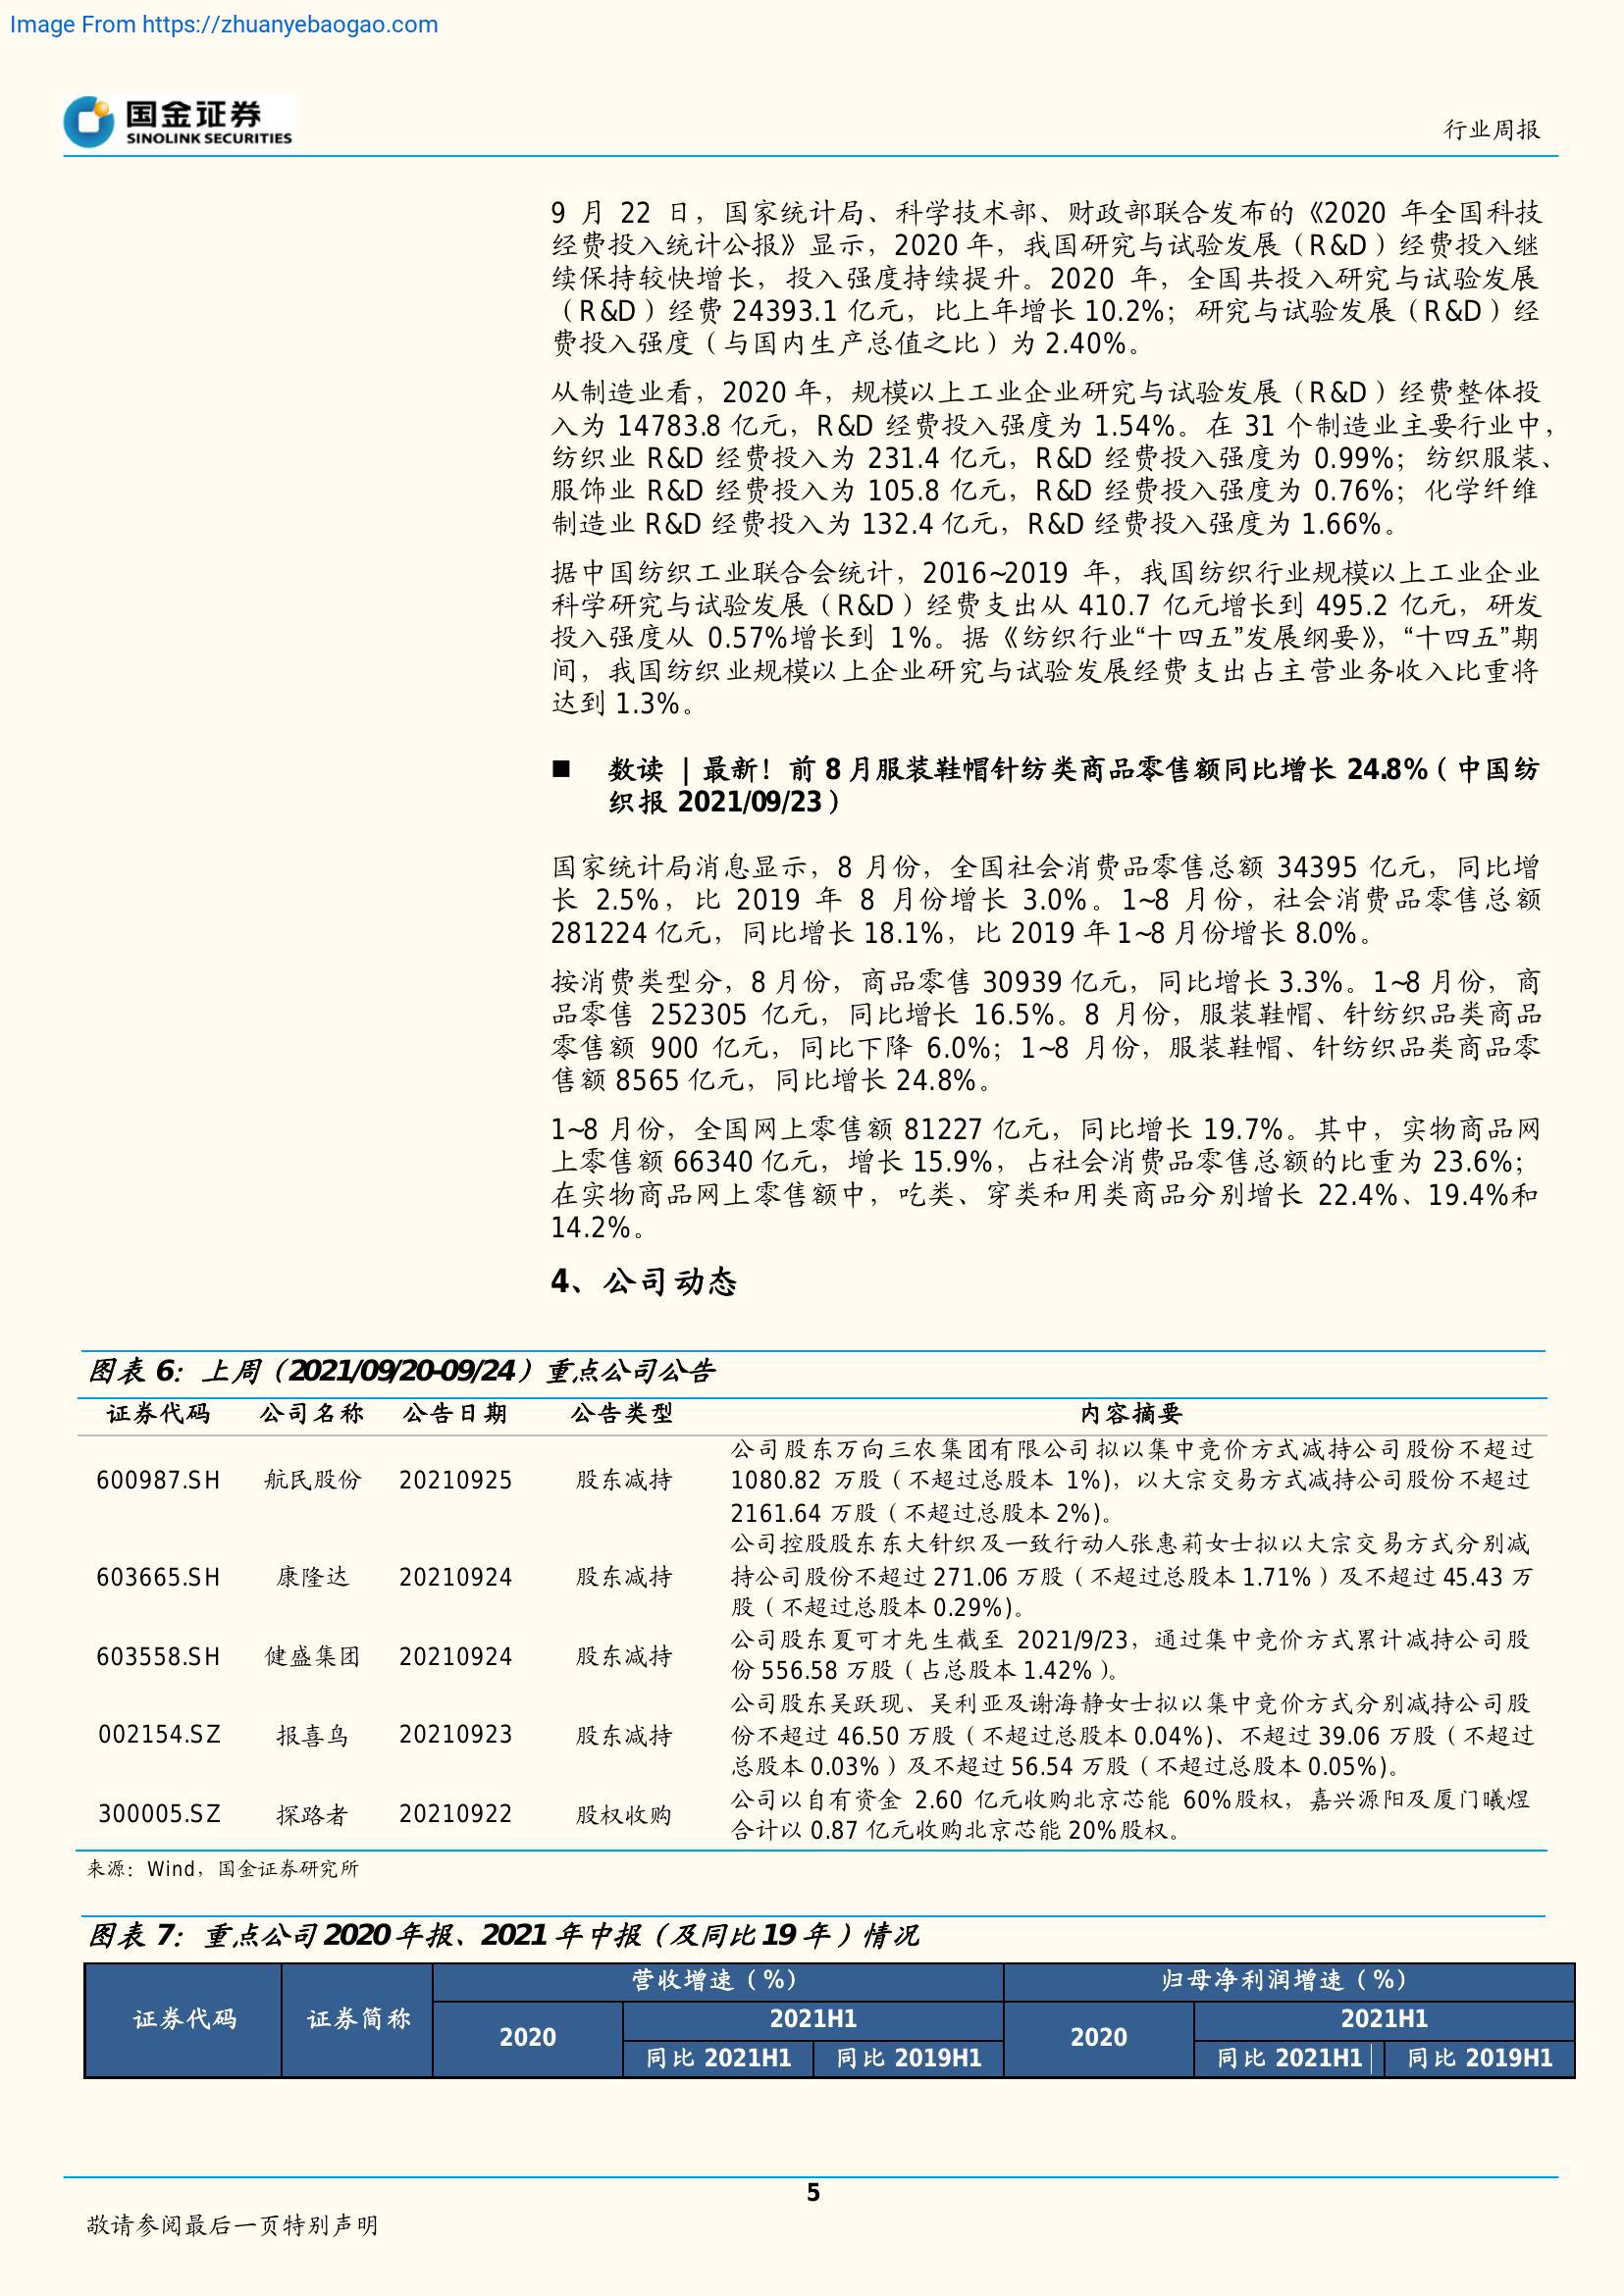 Image From https://zhuanyebaogao.com
国金证券
SINOLINK SECURITIES
行业周报
9 月 22 日，国家统计局、科学技术部、财政部联合发布的《2020 年全国科技
经费投入统计公报》显示，2020 年，我国研究与试验发展（R&D）经费投入继
续保持较快增长，投入强度持续提升。2020 年，全国共投入研究与试验发展
（R&D）经费 24393.1 亿元，比上年增长 10.2%；研究与试验发展（R&D）经
费投入强度（与国内生产总值之比）为 2.40%。
从制造业看，2020 年，规模以上工业企业研究与试验发展（R&D）经费整体投
入为 14783.8 亿元，R&D 经费投入强度为 1.54%。在 31 个制造业主要行业中，
纺织业 R&D 经费投入为 231.4 亿元，R&D 经费投入强度为 0.99%；纺织服装、
服饰业 R&D 经费投入为 105.8 亿元，R&D 经费投入强度为 0.76%；化学纤维
制造业 R&D 经费投入为 132.4 亿元，R&D 经费投入强度为 1.66%。
据中国纺织工业联合会统计，2016~2019 年，我国纺织行业规模以上工业企业
科学研究与试验发展（R&D）经费支出从 410.7 亿元增长到 495.2 亿元，研发
投入强度从 0.57%增长到 1%。据《纺织行业“十四五”发展纲要》，“十四五”期
间，我国纺织业规模以上企业研究与试验发展经费支出占主营业务收入比重将
达到 1.3%。
■ 数读 | 最新！前 8 月服装鞋帽针纺类商品零售额同比增长 24.8%（中国纺
织报 2021/09/23）
国家统计局消息显示，8 月份，全国社会消费品零售总额 34395 亿元，同比增
长 2.5%，比 2019 年 8 月份增长 3.0%。1~8 月份，社会消费品零售总额
281224 亿元，同比增长 18.1%，比 2019 年 1~8 月份增长 8.0%。
按消费类型分，8 月份，商品零售 30939 亿元，同比增长 3.3%。1~8 月份，商
品零售 252305 亿元，同比增长 16.5%。8 月份，服装鞋帽、针纺织品类商品
零售额 900 亿元，同比下降 6.0%；1~8 月份，服装鞋帽、针纺织品类商品零
售额 8565 亿元，同比增长 24.8%。
1~8 月份，全国网上零售额 81227 亿元，同比增长 19.7%。其中，实物商品网
上零售额 66340 亿元，增长 15.9%，占社会消费品零售总额的比重为 23.6%；
在实物商品网上零售额中，吃类、穿类和用类商品分别增长 22.4%、19.4%和
14.2%。
4、公司动态
图表 6：上周（2021/09/20-09/24）重点公司公告
证券代码 公司名称 公告日期 公告类型 内容摘要
公司股东万向三农集团有限公司拟以集中竞价方式减持公司股份不超过
600987.SH 航民股份 20210925 股东减持 1080.82 万股（不超过总股本 1%)，以大宗交易方式减持公司股份不超过
2161.64 万股（不超过总股本 2%)。
公司控股股东东大针织及一致行动人张惠莉女士拟以大宗交易方式分别减
603665.SH 康隆达 20210924 股东减持 持公司股份不超过 271.06 万股（不超过总股本 1.71%）及不超过 45.43 万
股（不超过总股本 0.29%)。
603558.SH 健盛集团 20210924 股东减持 公司股东夏可才先生截至 2021/9/23，通过集中竞价方式累计减持公司股
份 556.58 万股（占总股本 1.42%）。
公司股东吴跃现、吴利亚及谢海静女士拟以集中竞价方式分别减持公司股
002154.SZ 报喜鸟 20210923 股东减持 份不超过 46.50 万股（不超过总股本 0.04%)、不超过 39.06 万股（不超过
总股本 0.03%）及不超过 56.54 万股（不超过总股本 0.05%)。
300005.SZ 探路者 20210922 股权收购 公司以自有资金 2.60 亿元收购北京芯能 60%股权，嘉兴源阳及厦门曦煜
合计以 0.87 亿元收购北京芯能 20%股权。
来源：Wind，国金证券研究所
图表 7：重点公司 2020 年报、2021 年中报（及同比 19 年）情况
证券代码 证券简称 营收增速（%） 归母净利润增速（%）
2020 2021H1 2020 2021H1
同比 2021H1 同比 2019H1 同比 2021H1 同比 2019H1
5
敬请参阅最后一页特别声明